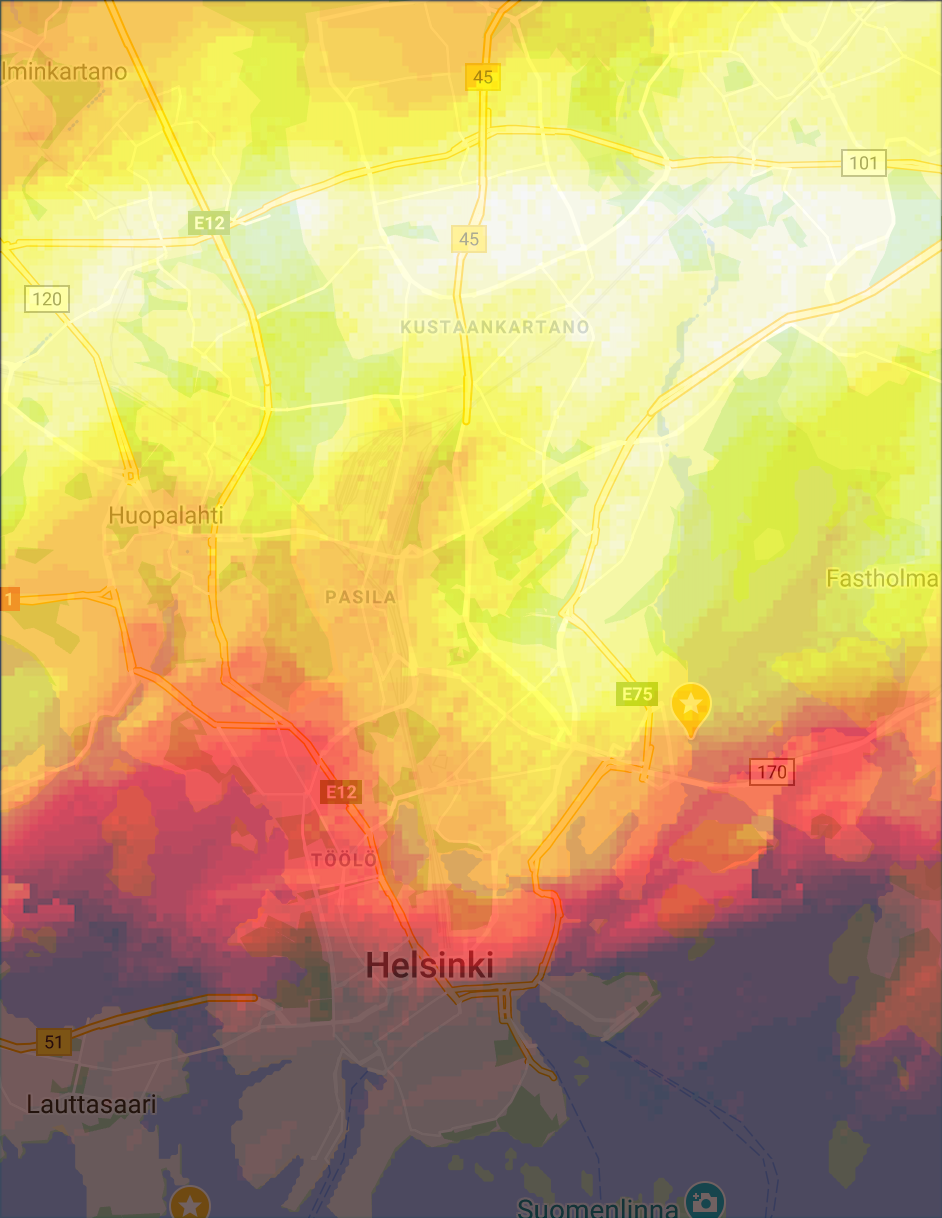 lminkartano
45
101
E12
45
120
KUSTAANKARTANO
Huopalahti
Fastholma
PASILA
1
E75
170
E12
TÖÖLÖ
Helsinki
51
Lauttasaari
Suomenlinna